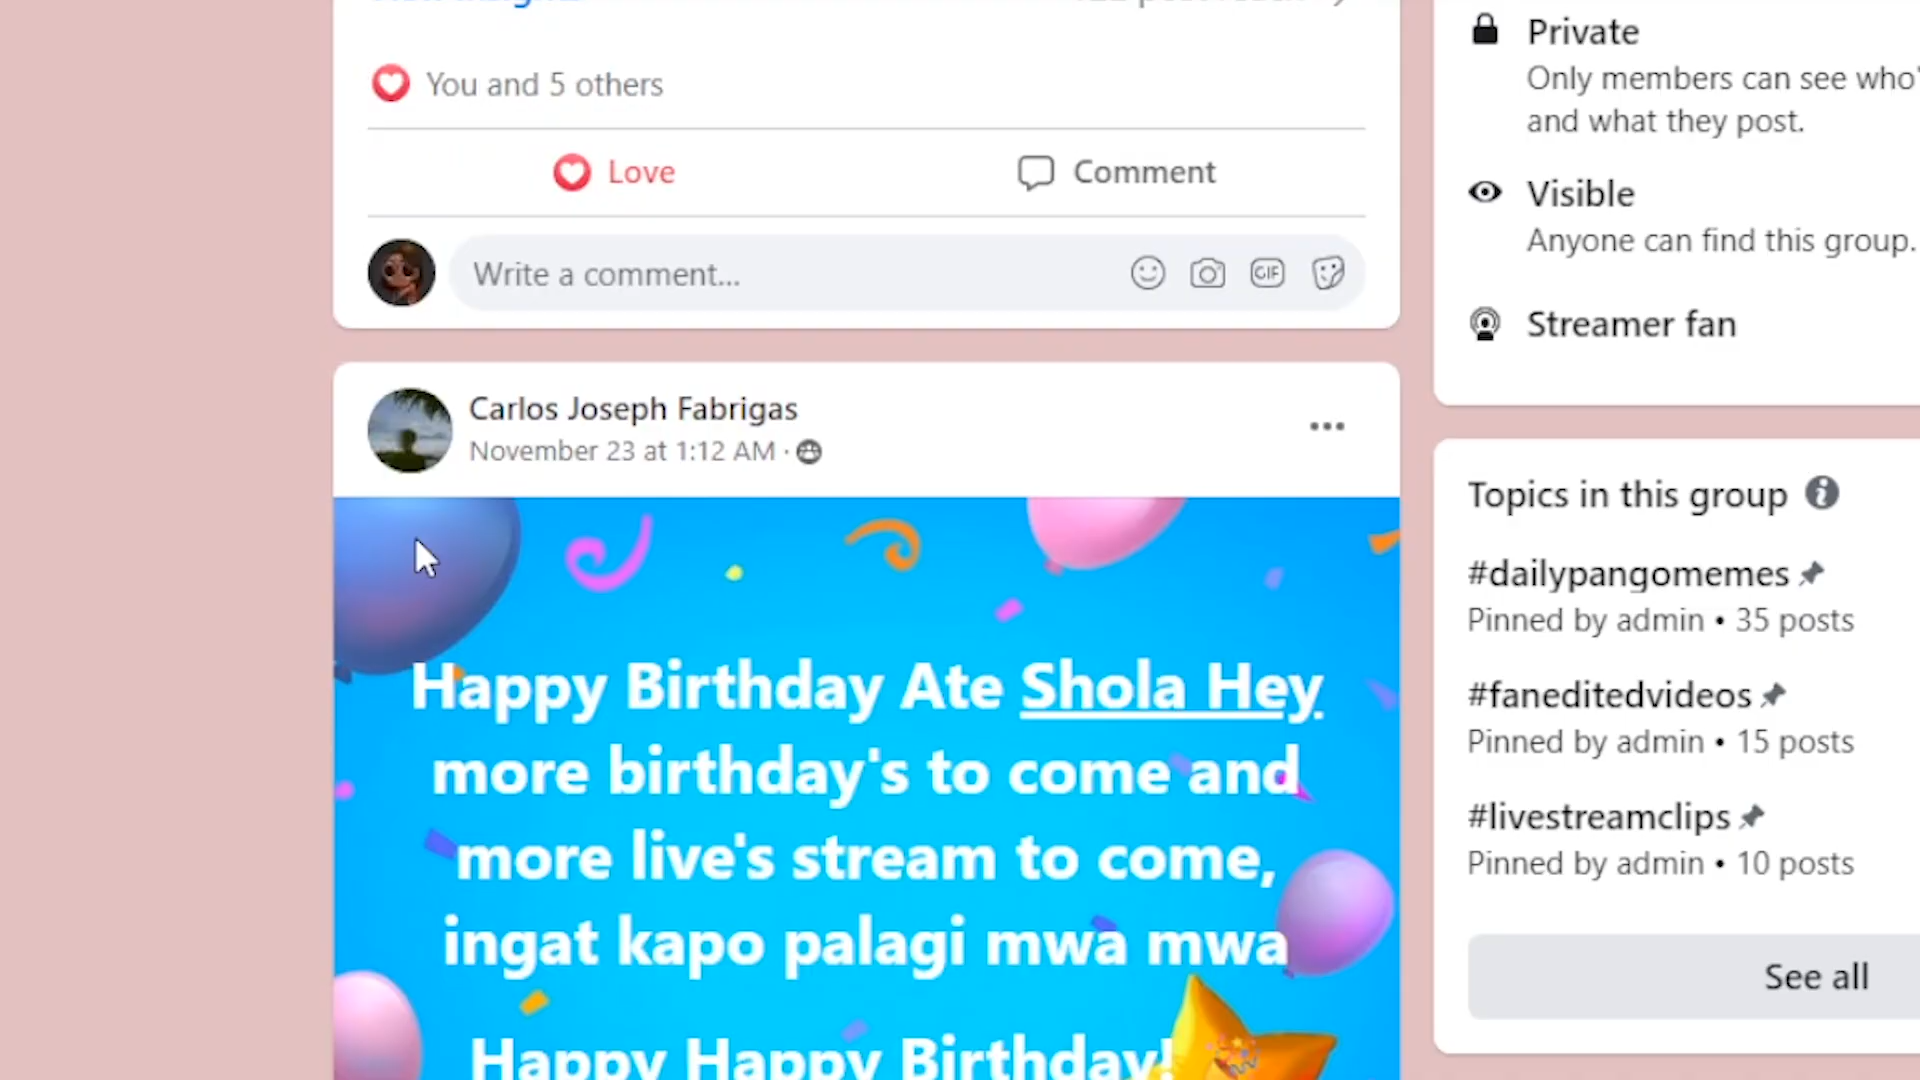 You and 5 others
Love
Comment
Write a comment...
GIF
Carlos Joseph Fabrigas
November 23 at 1:12 AM ·
Happy Birthday Ate Shola Hey
more birthday's to come and
more live's stream to come,
ingat kapo palagi mwa mwa
Happy Happy Birthday!
Private
Only members can see who'
and what they post.
Visible
Anyone can find this group.
Streamer fan
Topics in this group
#dailypangomemes
Pinned by admin • 35 posts
#faneditedvideos
Pinned by admin • 15 posts
#livestreamclips
Pinned by admin • 10 posts
See all